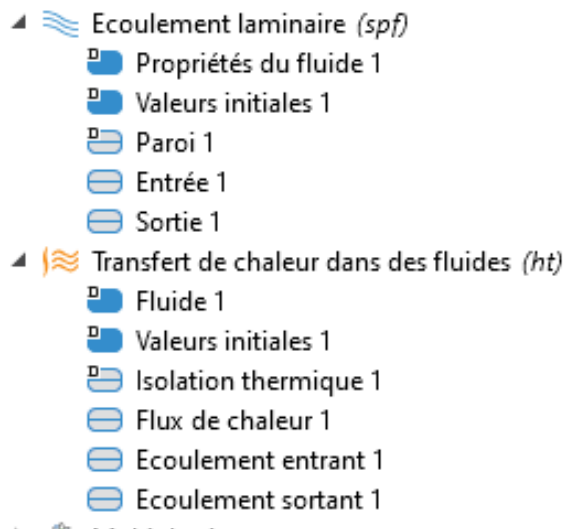 Ecoulement laminaire (spf)
D Propriétés du fluide 1
D Valeurs initiales 1
D Paroi 1
Entrée 1
Sortie 1
Transfert de chaleur dans des fluides (ht)
D Fluide 1
D Valeurs initiales 1
D Isolation thermique 1
Flux de chaleur 1
Ecoulement entrant 1
Ecoulement sortant 1